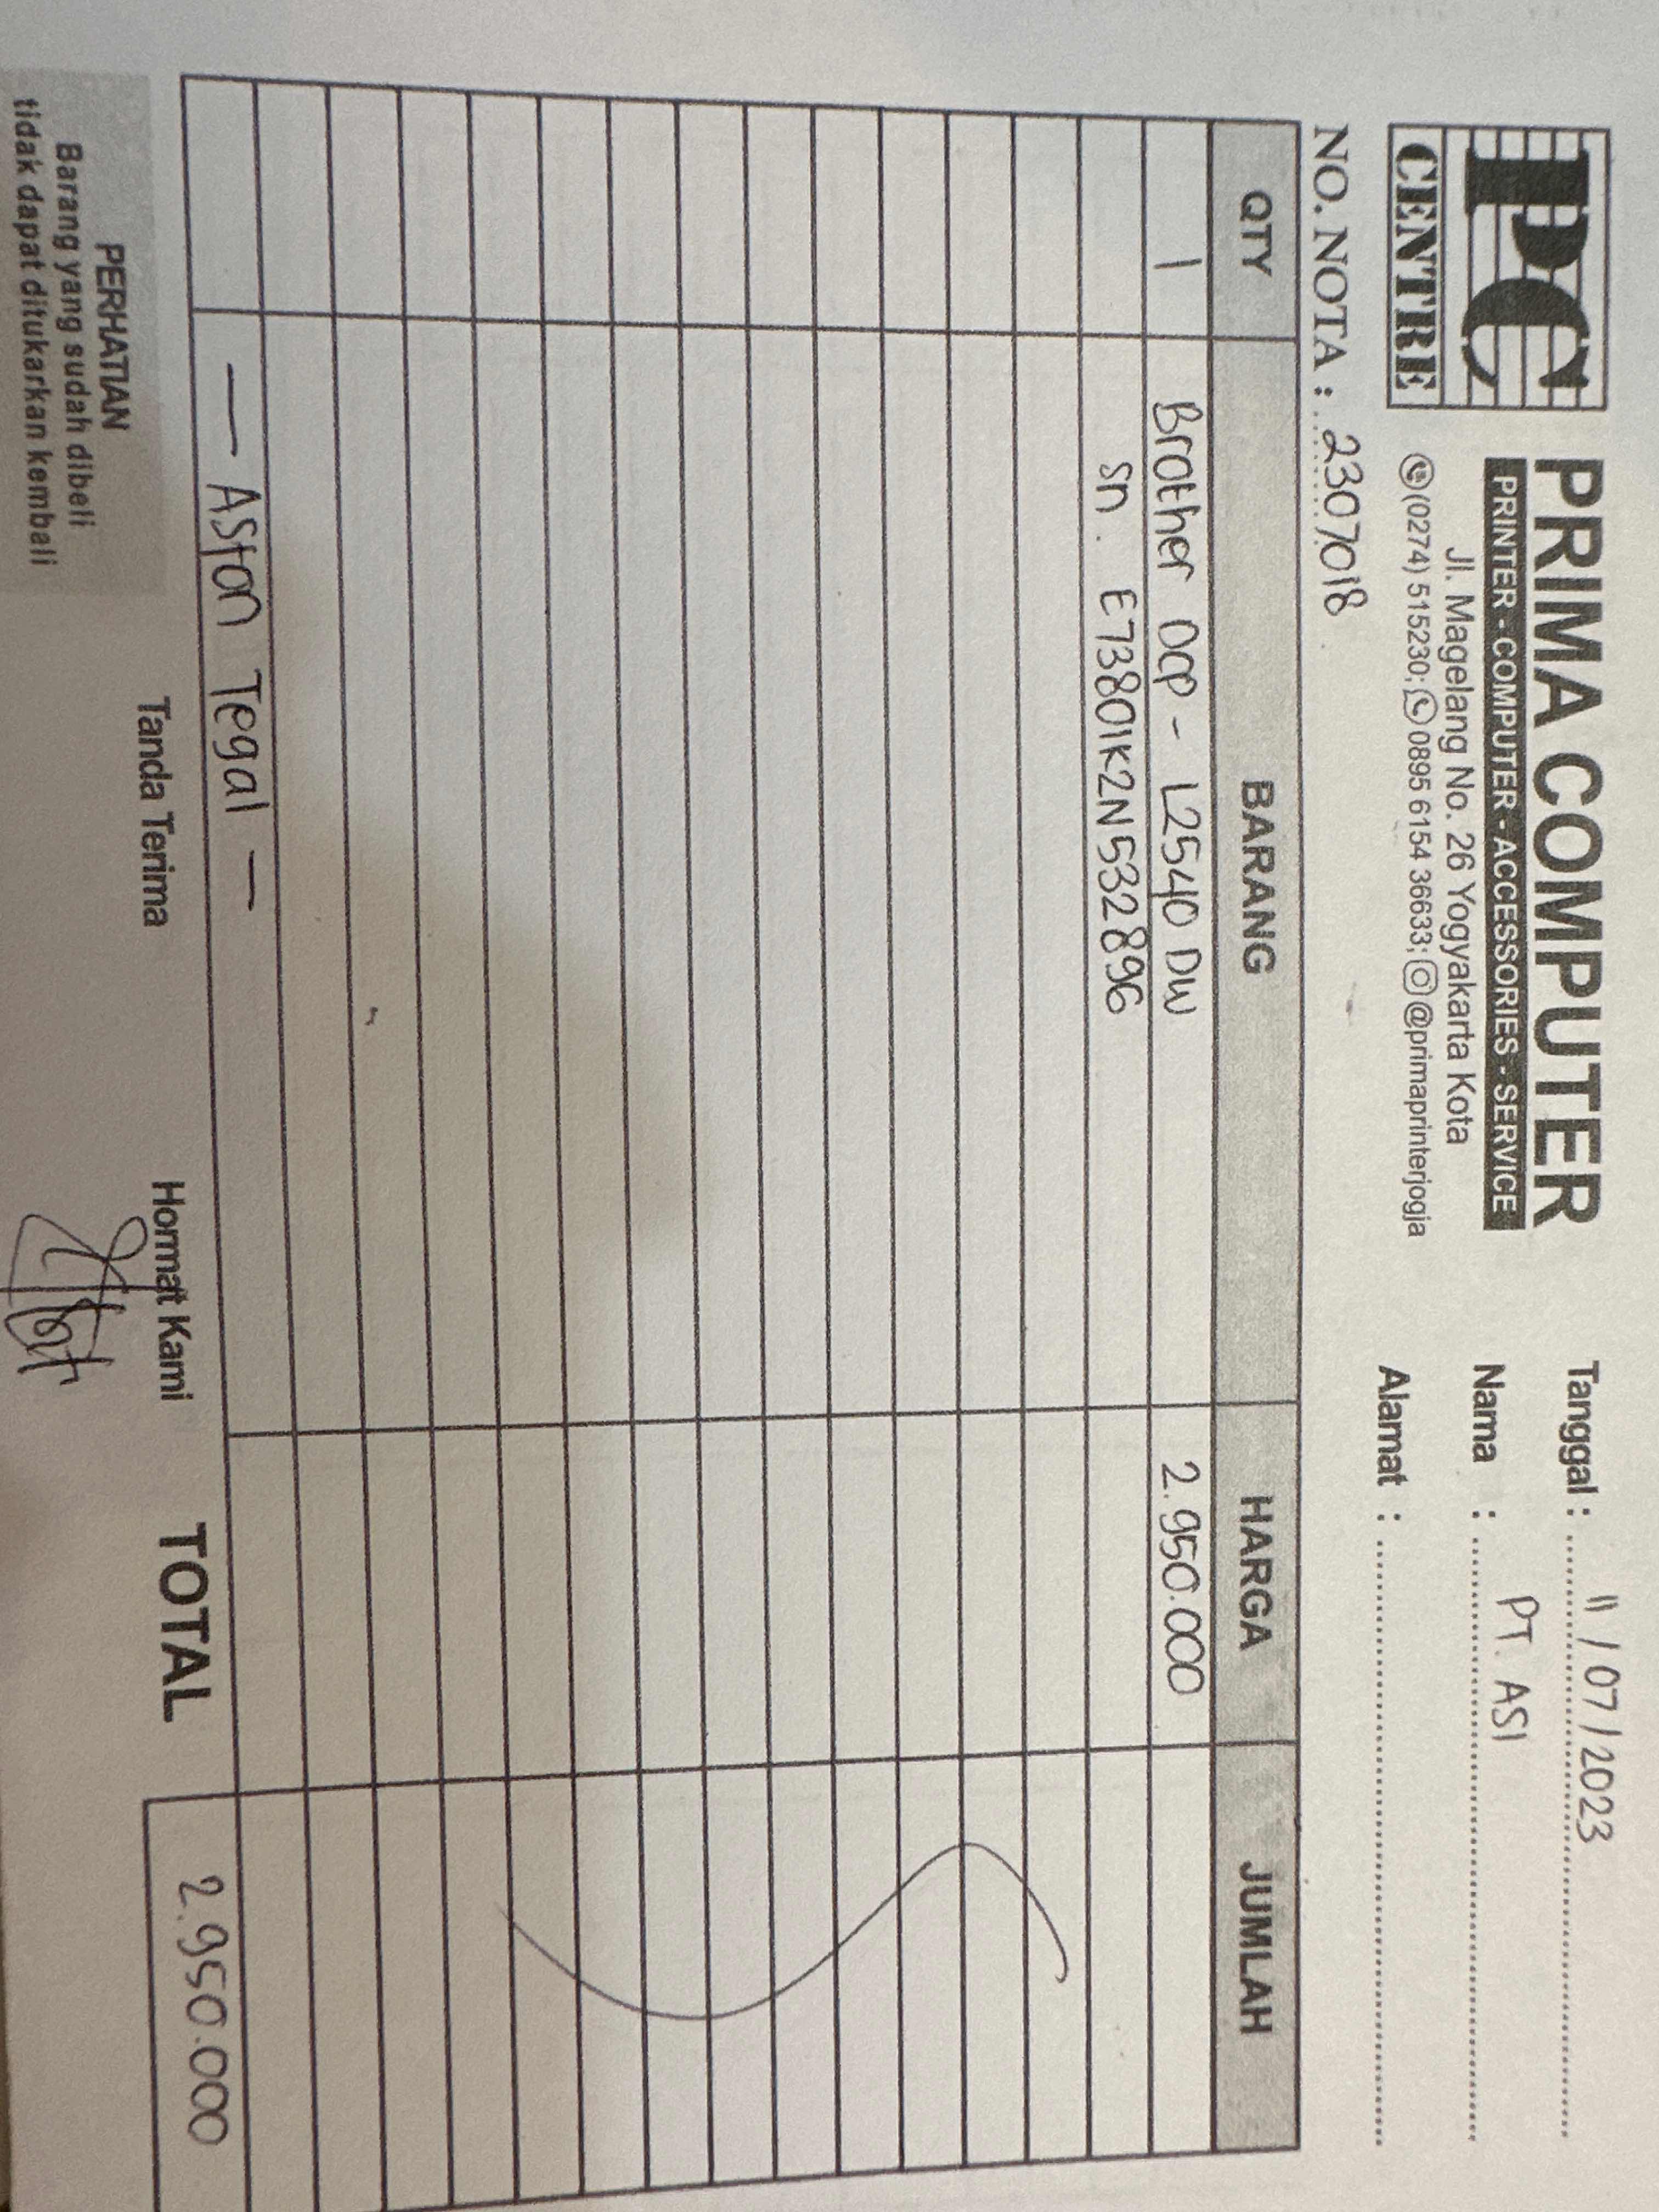 PC
CENTRE
PRIMA COMPUTER
PRINTER - COMPUTER - ACCESSORIES - SERVICE
Jl. Magelang No. 26 Yogyakarta Kota
(0274) 515230; 0895 6154 36633; @primaprinterjogja
Tanggal : 11 / 07 / 2023
Nama : PT. ASI
Alamat :
NO. NOTA : 2307018
QTY BARANG HARGA JUMLAH
1 Brother DCP - L2540 DW 2.950.000
Sn. E73801K2N532896
— Aston Tegal —
PERHATIAN
Barang yang sudah dibeli
tidak dapat ditukarkan kembali
Tanda Terima
Hormat Kami
TOTAL 2.950.000